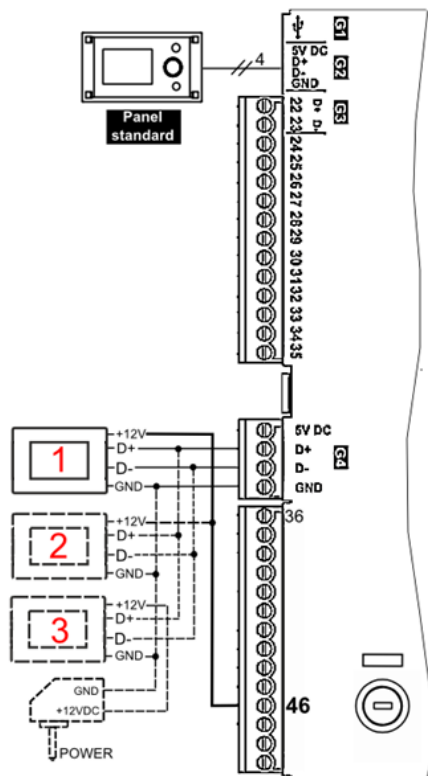 G1
5V DC
D+
D-
GND
G2
4
Panel
standard
22 D+
23 D-
G3
24
25
26
27
28
29
30
31
32
33
34
35
5V DC
D+
D-
GND
G4
1
+12V
D+
D-
GND
36
2
+12V
D+
D-
GND
3
+12V
D+
D-
GND
46
GND
+12VDC
POWER